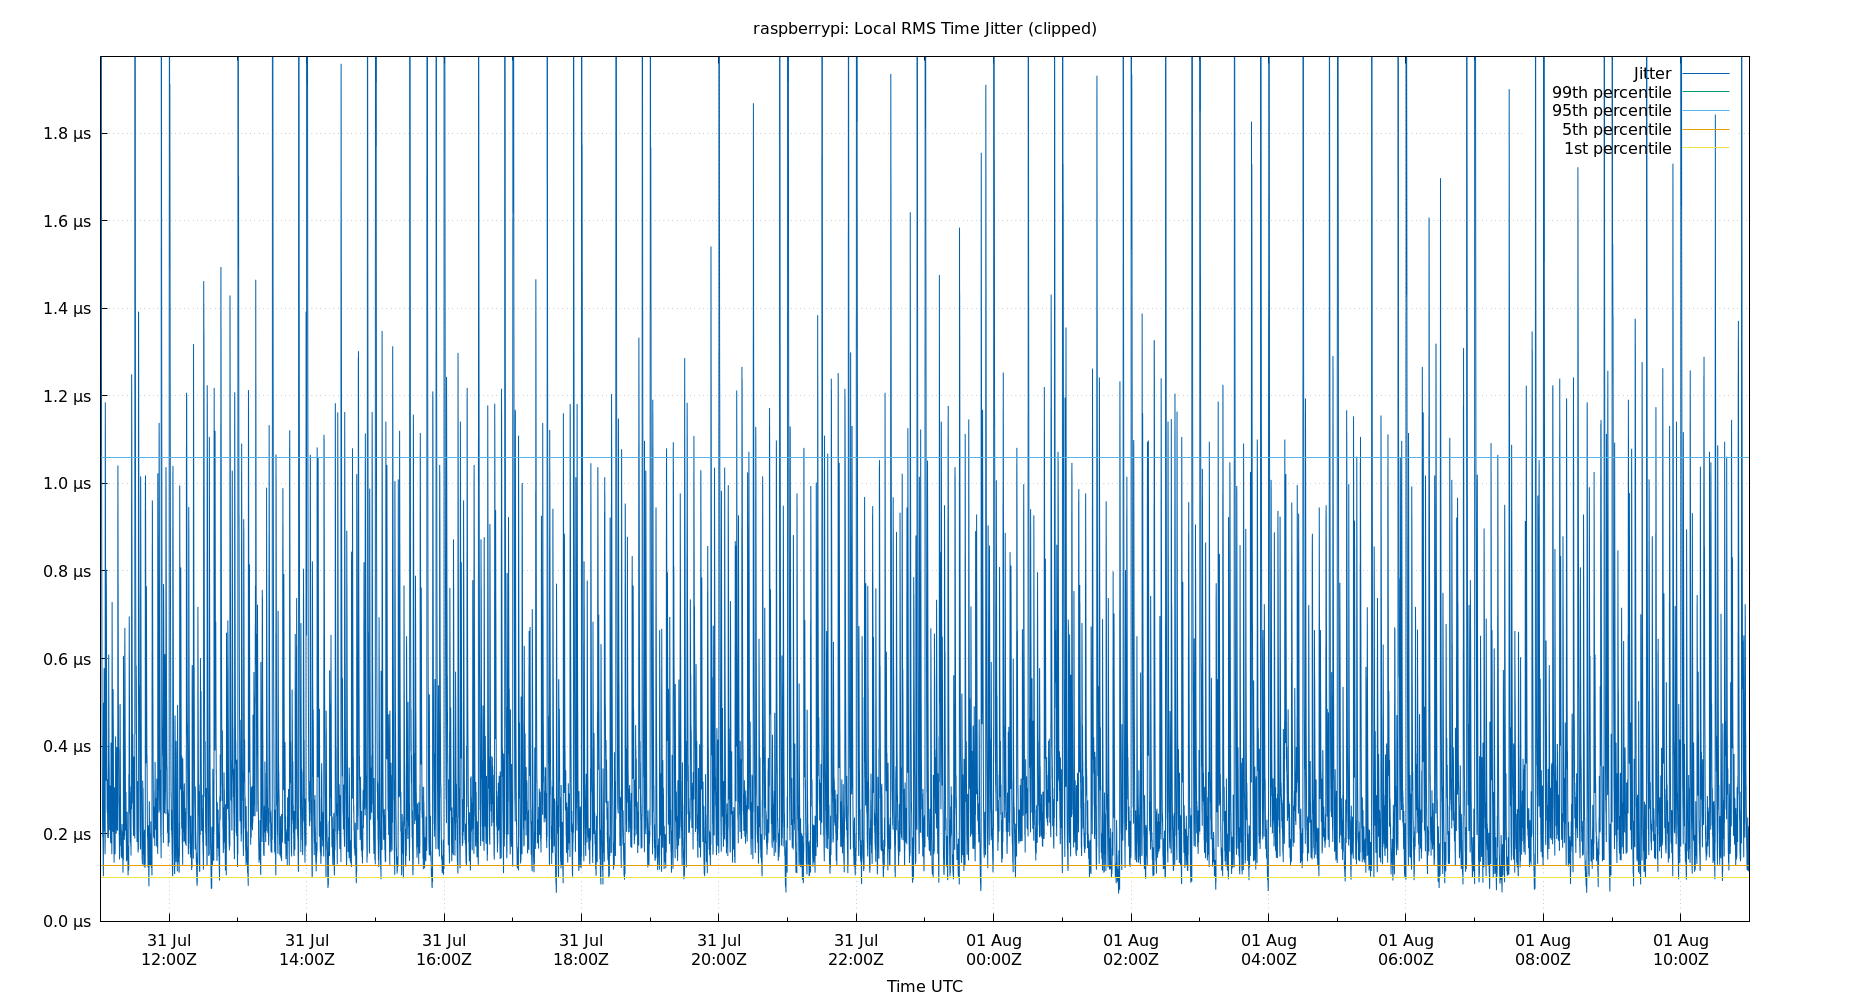 raspberrypi: Local RMS Time Jitter (clipped)
Jitter
99th percentile
95th percentile
5th percentile
1st percentile
1.8 µs
1.6 µs
1.4 µs
1.2 µs
1.0 µs
0.8 µs
0.6 µs
0.4 µs
0.2 µs
0.0 µs
31 Jul 31 Jul 31 Jul 31 Jul 31 Jul 31 Jul 01 Aug 01 Aug 01 Aug 01 Aug 01 Aug 01 Aug
12:00Z 14:00Z 16:00Z 18:00Z 20:00Z 22:00Z 00:00Z 02:00Z 04:00Z 06:00Z 08:00Z 10:00Z
Time UTC